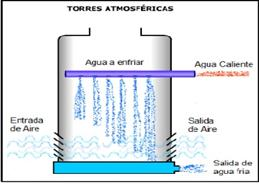 TORRES ATMOSFÉRICAS
Agua a enfriar
Agua Caliente
Entrada
de Aire
Salida
de Aire
Salida de
agua fria